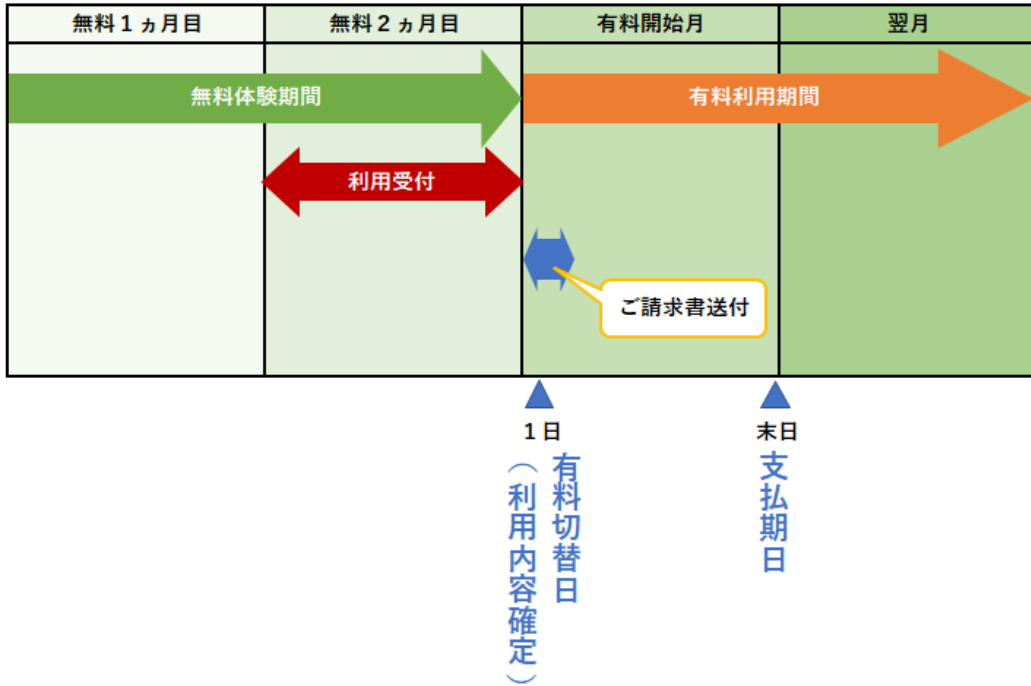 無料1ヵ月目
無料2ヵ月目
有料開始月
翌月
無料体験期間
有料利用期間
利用受付
ご請求書送付
1日
末日
有料切替日
（利用内容確定）
支払期日